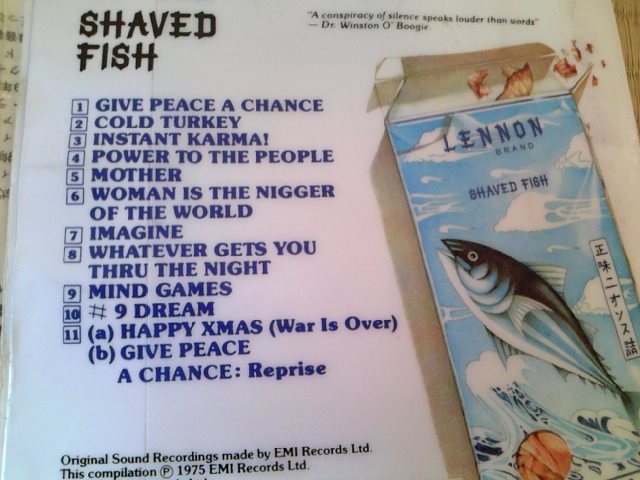 SHAVED
FISH
"A conspiracy of silence speaks louder than words"
— Dr. Winston O' Boogie.
1 GIVE PEACE A CHANCE
2 COLD TURKEY
3 INSTANT KARMA!
4 POWER TO THE PEOPLE
5 MOTHER
6 WOMAN IS THE NIGGER
OF THE WORLD
7 IMAGINE
8 WHATEVER GETS YOU
THRU THE NIGHT
9 MIND GAMES
10 # 9 DREAM
11 (a) HAPPY XMAS (War Is Over)
(b) GIVE PEACE
A CHANCE: Reprise
LENNON
BRAND
SHAVED FISH
正味二オンス詰
Original Sound Recordings made by EMI Records Ltd.
This compilation ℗ 1975 EMI Records Ltd.